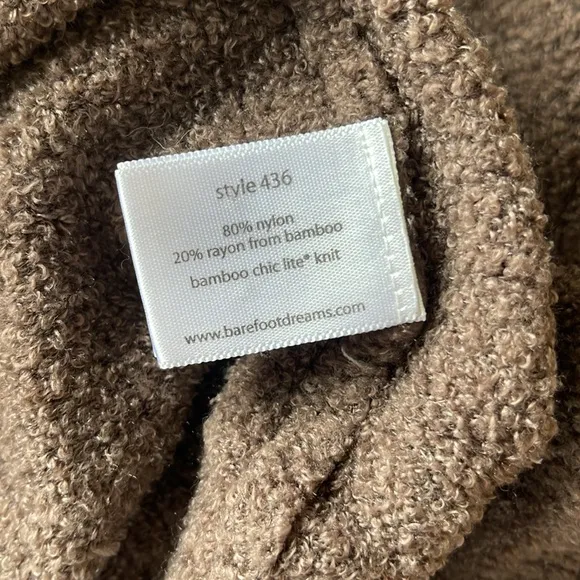 style 436
80% nylon
20% rayon from bamboo
bamboo chic lite® knit
www.barefootdreams.com